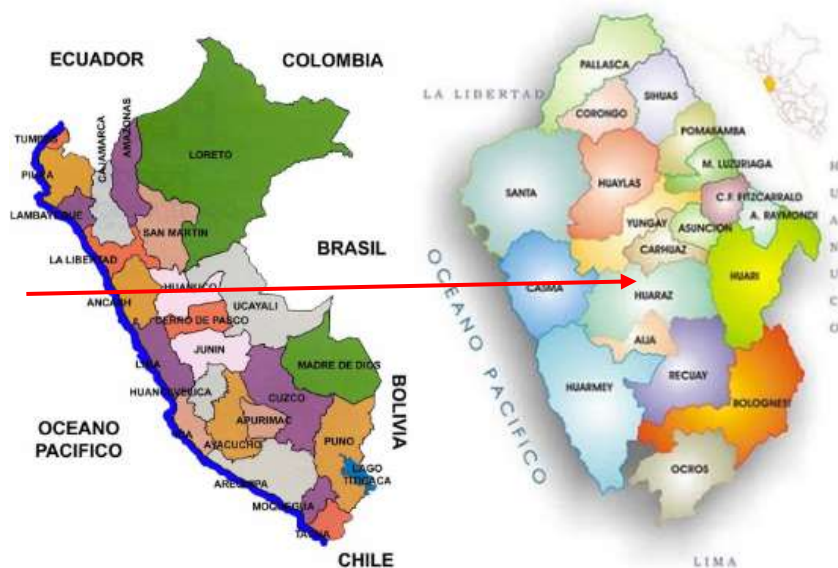 ECUADOR
COLOMBIA
TUMBES
PIURA
CAJAMARCA
AMAZONAS
LORETO
LAMBAYEQUE
SAN MARTIN
LA LIBERTAD
BRASIL
ANCASH
HUANUCO
UCAYALI
CERRO DE PASCO
JUNIN
LIMA
MADRE DE DIOS
HUANCAVELICA
CUZCO
BOLIVIA
OCEANO
PACIFICO
ICA
APURIMAC
AYACUCHO
PUNO
LAGO
TITICACA
AREQUIPA
MOQUEGUA
TACNA
CHILE
PALLASCA
LA LIBERTAD
SIHUAS
CORONGO
POMABAMBA
M. LUZURIAGA
SANTA
HUAYLAS
C.F. FITZCARRALD
A. RAYMONDI
YUNGAY
ASUNCION
CARHUAZ
HUARI
CASMA
HUARAZ
AIJA
RECUAY
HUARMEY
BOLOGNESI
OCROS
OCEANO PACIFICO
HUANUCO
LIMA